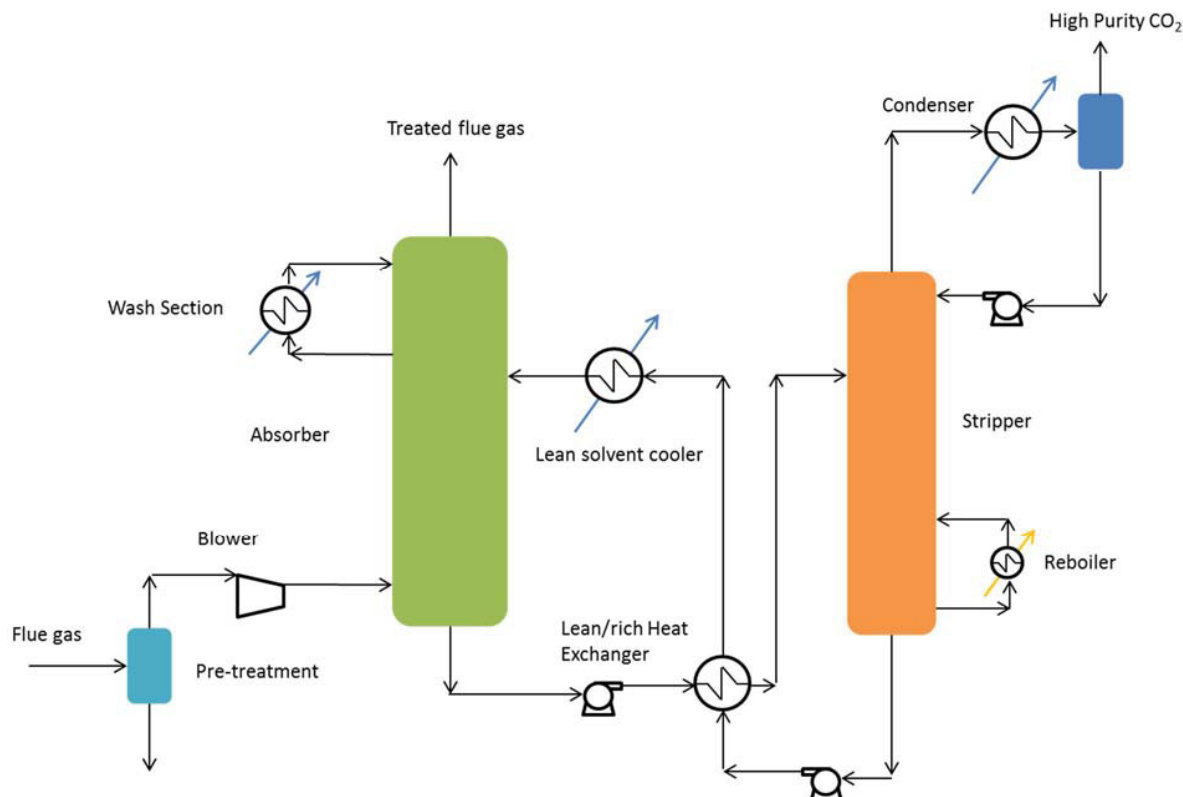 High Purity CO₂
Condenser
Treated flue gas
Wash Section
Absorber
Lean solvent cooler
Stripper
Blower
Reboiler
Flue gas
Lean/rich Heat
Exchanger
Pre-treatment